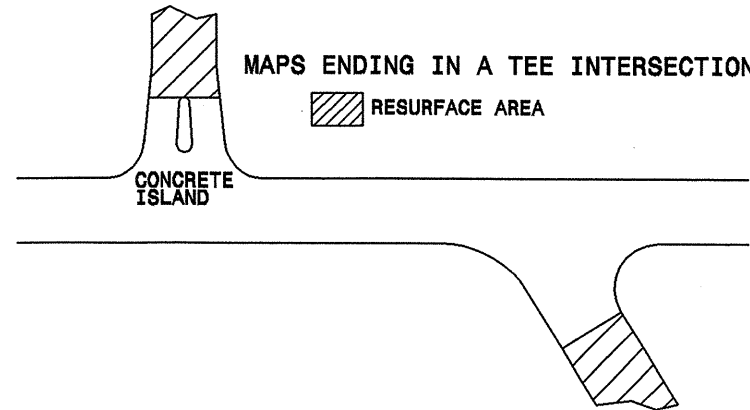 MAPS ENDING IN A TEE INTERSECTION
RESURFACE AREA
CONCRETE
ISLAND